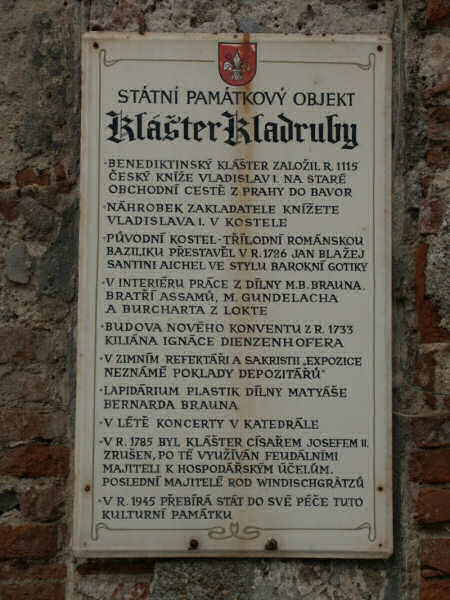 STÁTNÍ PAMÁTKOVÝ OBJEKT
Klášter Kladruby
·BENEDIKTINSKÝ KLÁŠTER ZALOŽIL R. 1115
ČESKÝ KNÍŽE VLADISLAV I. NA STARÉ
OBCHODNÍ CESTĚ Z PRAHY DO BAVOR
·NÁHROBEK ZAKLADATELE KNÍŽETE
VLADISLAVA I. V KOSTELE
·PŮVODNÍ KOSTEL-TŘÍLODNÍ ROMÁNSKOU
BAZILIKU PŘESTAVĚL V R. 1726 JAN BLAŽEJ
SANTINI AICHEL VE STYLU BAROKNÍ GOTIKY
·V INTERIÉRU PRÁCE Z DÍLNY M.B. BRAUNA.
BRATŘÍ ASSAMŮ, M. GUNDELACHA
A BURCHARTA Z LOKTE
·BUDOVA NOVÉHO KONVENTU Z R. 1733
KILIÁNA IGNÁCE DIENZENHOFERA
·V ZIMNÍM REFEKTÁŘI A SAKRISTII „EXPOZICE
NEZNÁMÉ POKLADY DEPOZITÁŘŮ"
·LAPIDÁRIUM PLASTIK DÍLNY MATYÁŠE
BERNARDA BRAUNA
·V LÉTĚ KONCERTY V KATEDRÁLE
·V R. 1785 BYL KLÁŠTER CÍSAŘEM JOSEFEM II.
ZRUŠEN, PO TÉ VYUŽÍVÁN FEUDÁLNÍMI
MAJITELI K HOSPODÁŘSKÝM ÚČELŮM.
POSLEDNÍ MAJITELÉ ROD WINDISCHGRÄTZŮ
·V R. 1945 PŘEBÍRÁ STÁT DO SVÉ PÉČE TUTO
KULTURNÍ PAMÁTKU